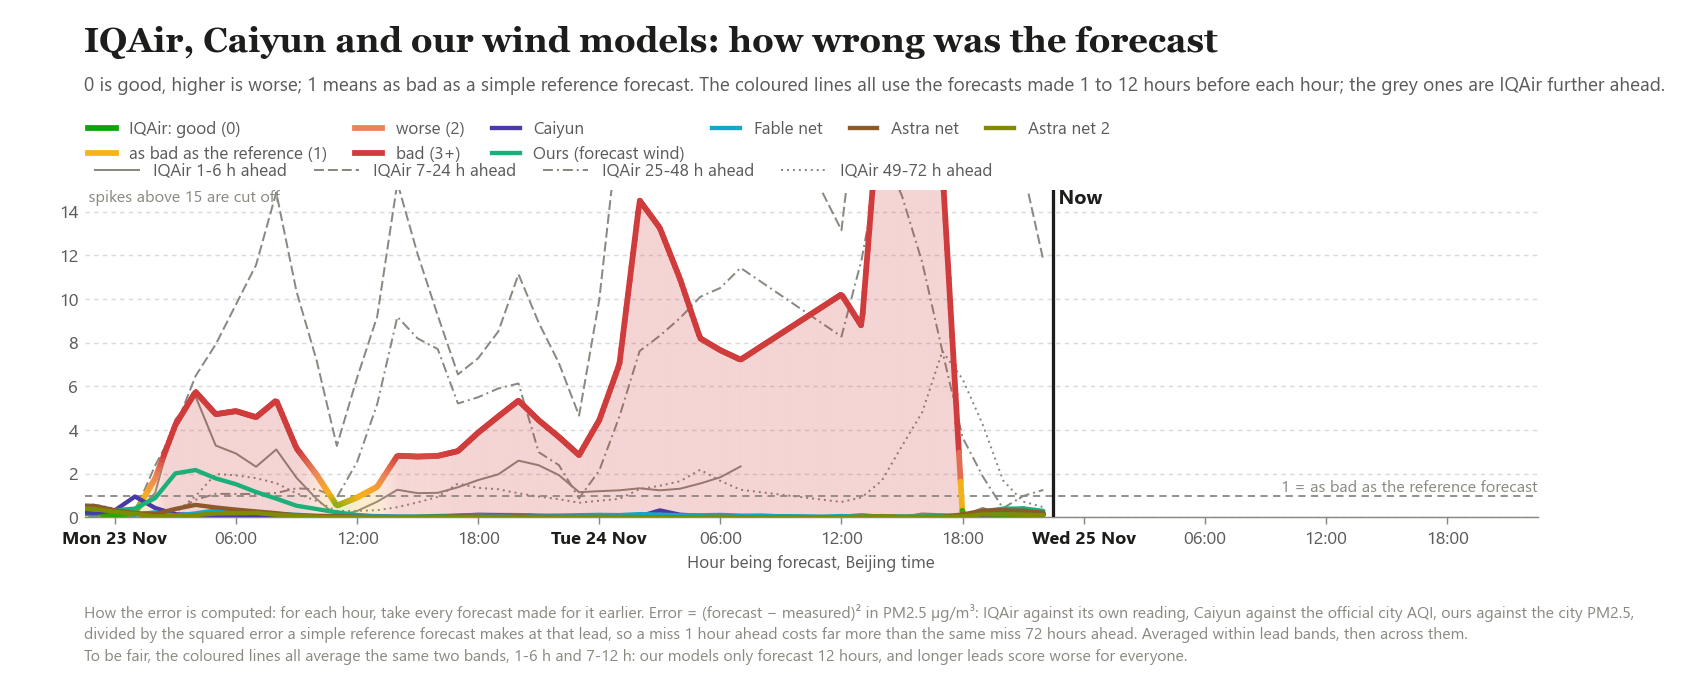 IQAir, Caiyun and our wind models: how wrong was the forecast
0 is good, higher is worse; 1 means as bad as a simple reference forecast. The coloured lines all use the forecasts made 1 to 12 hours before each hour; the grey ones are IQAir further ahead.
IQAir: good (0) worse (2) Caiyun Fable net Astra net Astra net 2
as bad as the reference (1) bad (3+) Ours (forecast wind)
IQAir 1-6 h ahead IQAir 7-24 h ahead IQAir 25-48 h ahead IQAir 49-72 h ahead
spikes above 15 are cut off
Now
14
12
10
8
6
4
2
1 = as bad as the reference forecast
0
Mon 23 Nov 06:00 12:00 18:00 Tue 24 Nov 06:00 12:00 18:00 Wed 25 Nov 06:00 12:00 18:00
Hour being forecast, Beijing time
How the error is computed: for each hour, take every forecast made for it earlier. Error = (forecast − measured)² in PM2.5 µg/m³: IQAir against its own reading, Caiyun against the official city AQI, ours against the city PM2.5,
divided by the squared error a simple reference forecast makes at that lead, so a miss 1 hour ahead costs far more than the same miss 72 hours ahead. Averaged within lead bands, then across them.
To be fair, the coloured lines all average the same two bands, 1-6 h and 7-12 h: our models only forecast 12 hours, and longer leads score worse for everyone.